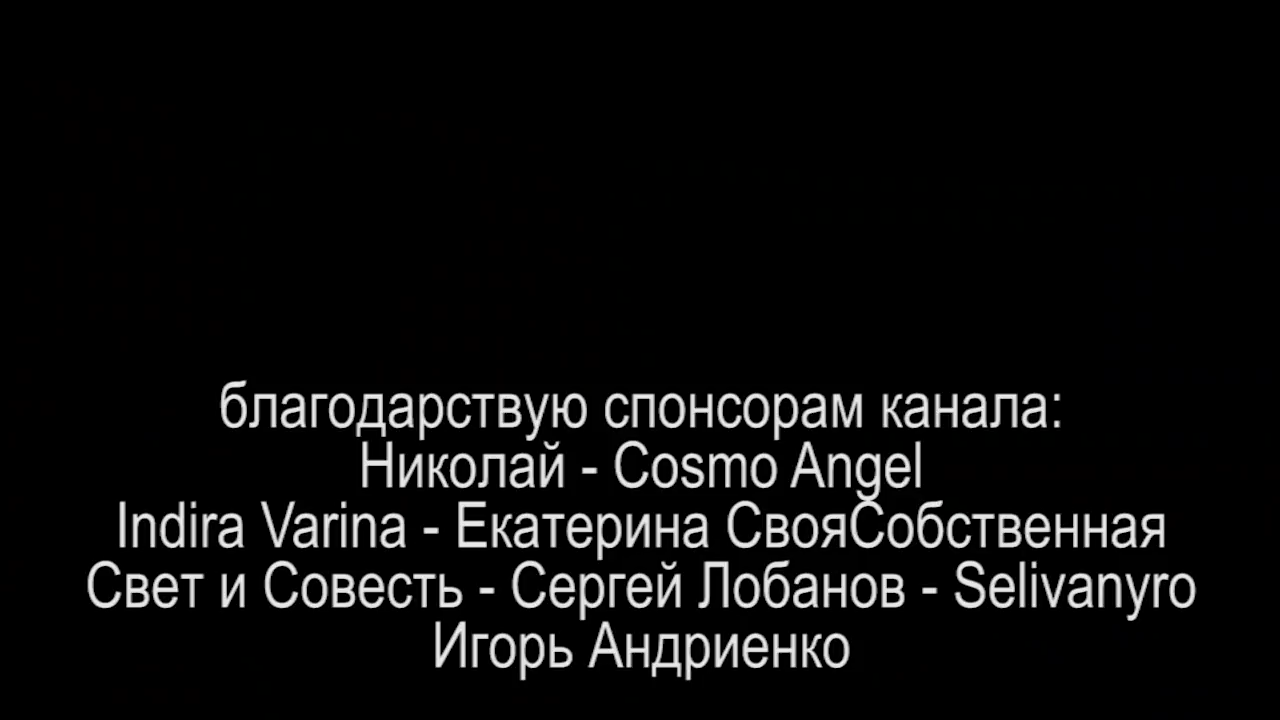 благодарствую спонсорам канала:
Николай - Cosmo Angel
Indira Varina - Екатерина СвояСобственная
Свет и Совесть - Сергей Лобанов - Selivanyro
Игорь Андриенко